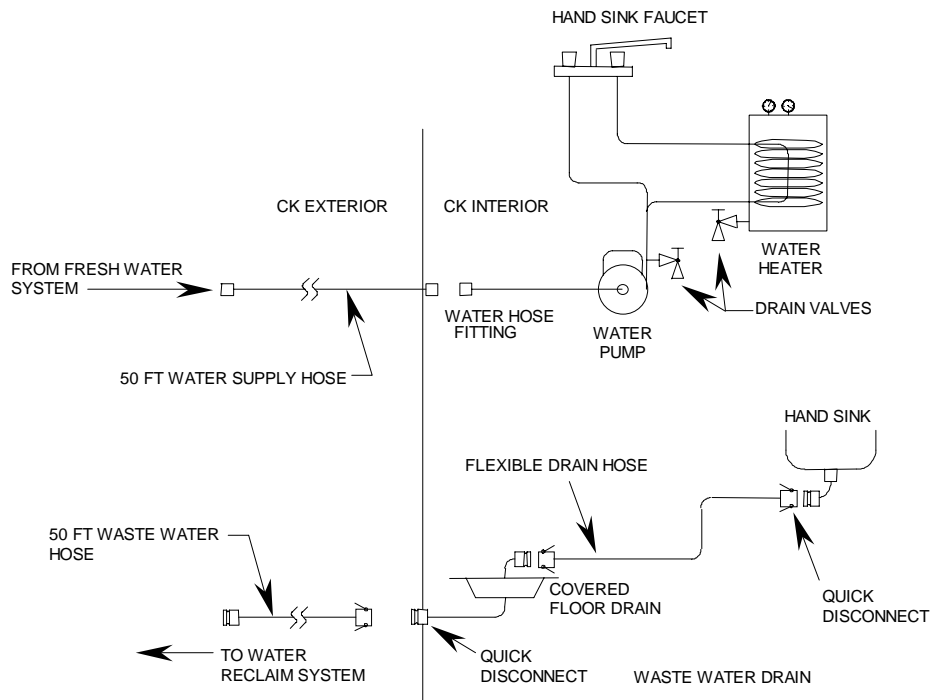 HAND SINK FAUCET
CK EXTERIOR
CK INTERIOR
WATER
HEATER
FROM FRESH WATER
SYSTEM
WATER HOSE
FITTING
WATER
PUMP
DRAIN VALVES
50 FT WATER SUPPLY HOSE
HAND SINK
FLEXIBLE DRAIN HOSE
50 FT WASTE WATER
HOSE
COVERED
FLOOR DRAIN
QUICK
DISCONNECT
TO WATER
RECLAIM SYSTEM
QUICK
DISCONNECT
WASTE WATER DRAIN